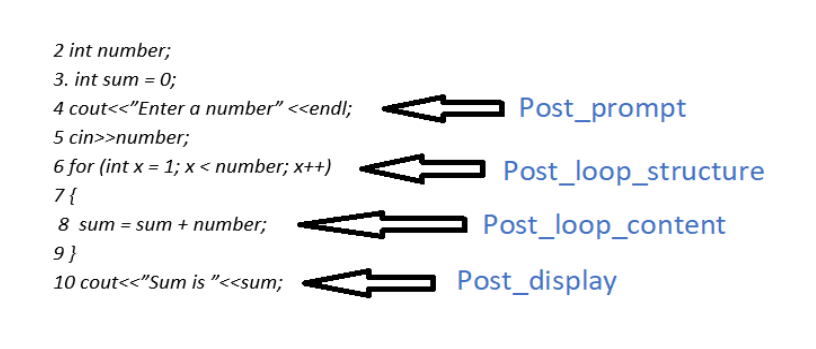 2 int number;
3. int sum = 0;
4 cout<<”Enter a number” <<endl; Post_prompt
5 cin>>number;
6 for (int x = 1; x < number; x++) Post_loop_structure
7 {
8 sum = sum + number; Post_loop_content
9 }
10 cout<<”Sum is ”<<sum; Post_display